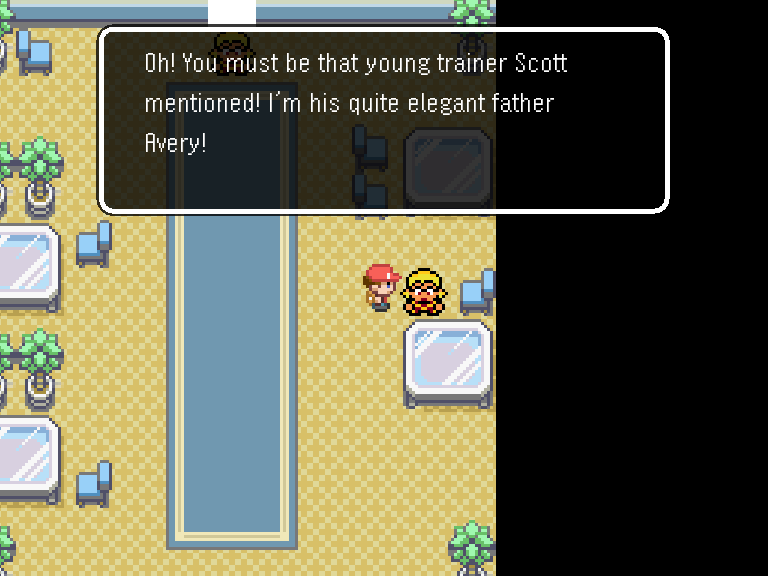 Oh! You must be that young trainer Scott
mentioned! I'm his quite elegant father
Avery!